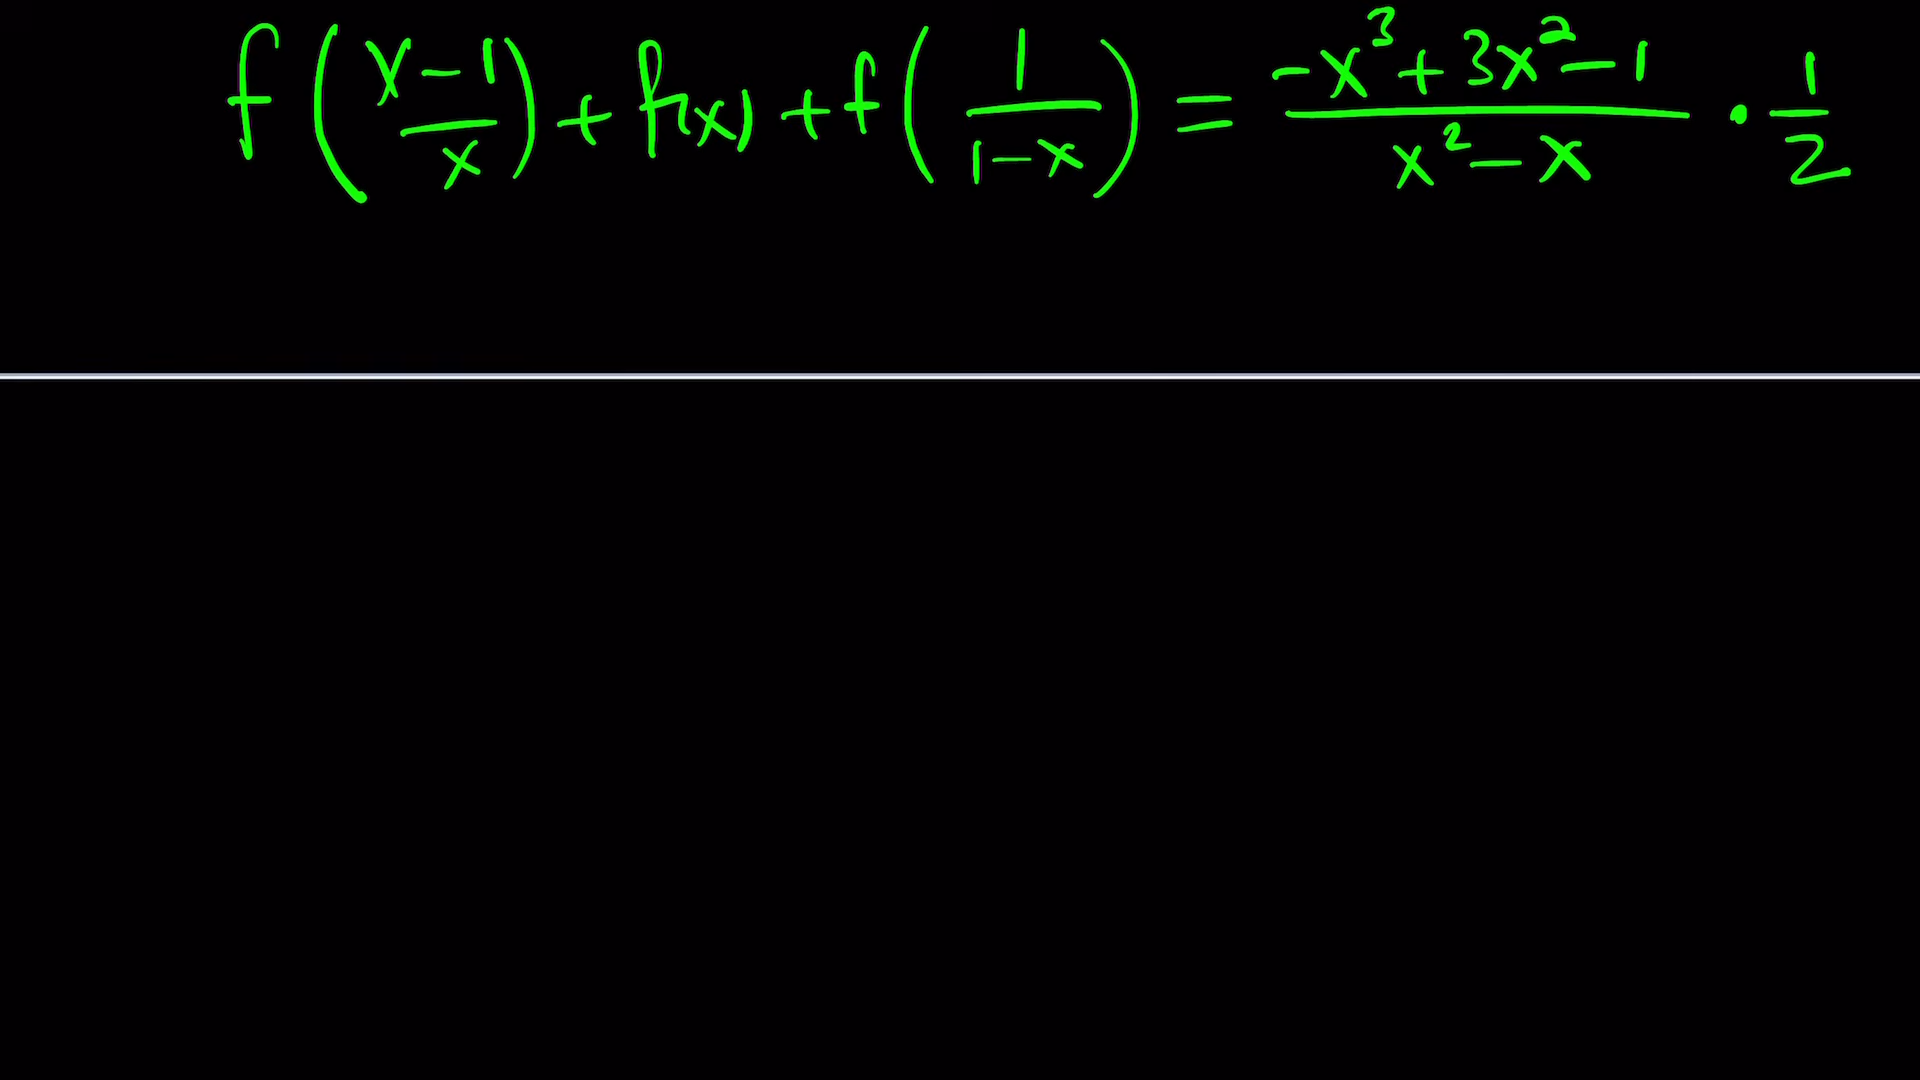 f((x-1)/x) + f(x) + f(1/(1-x)) = (-x³+3x²-1)/(x²-x) · 1/2